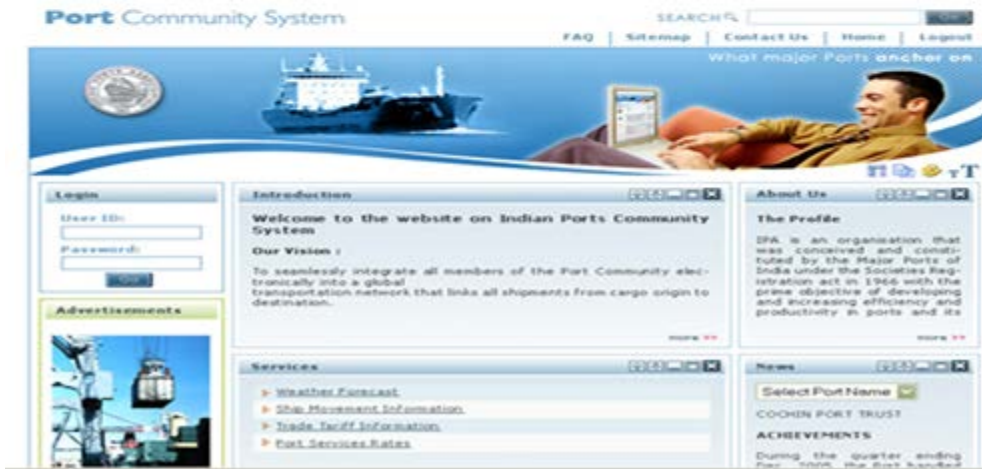 Port Community System
SEARCH
FAQ | Sitemap | Contact Us | Home | Logout
What major Ports anchor on
T T
Login
User ID:
Password:
Advertisements
Introduction
Welcome to the website on Indian Ports Community
System
Our Vision :
To seamlessly integrate all members of the Port Community elec-
tronically into a global
transportation network that links all shipments from cargo origin to
destination.
more >>
Services
Weather Forecast
Ship Movement Information
Trade Tariff Information
Port Services Rates
About Us
The Profile
IPA is an organisation that
was conceived and consti-
tuted by the Major Ports of
India under the Societies Reg-
istration act in 1966 with the
prime objective of developing
and increasing efficiency and
productivity in ports and its
more >>
News
Select Port Name
COCHIN PORT TRUST
ACHIEVEMENTS
During the quarter ending
Dec, 2005, the Port handled